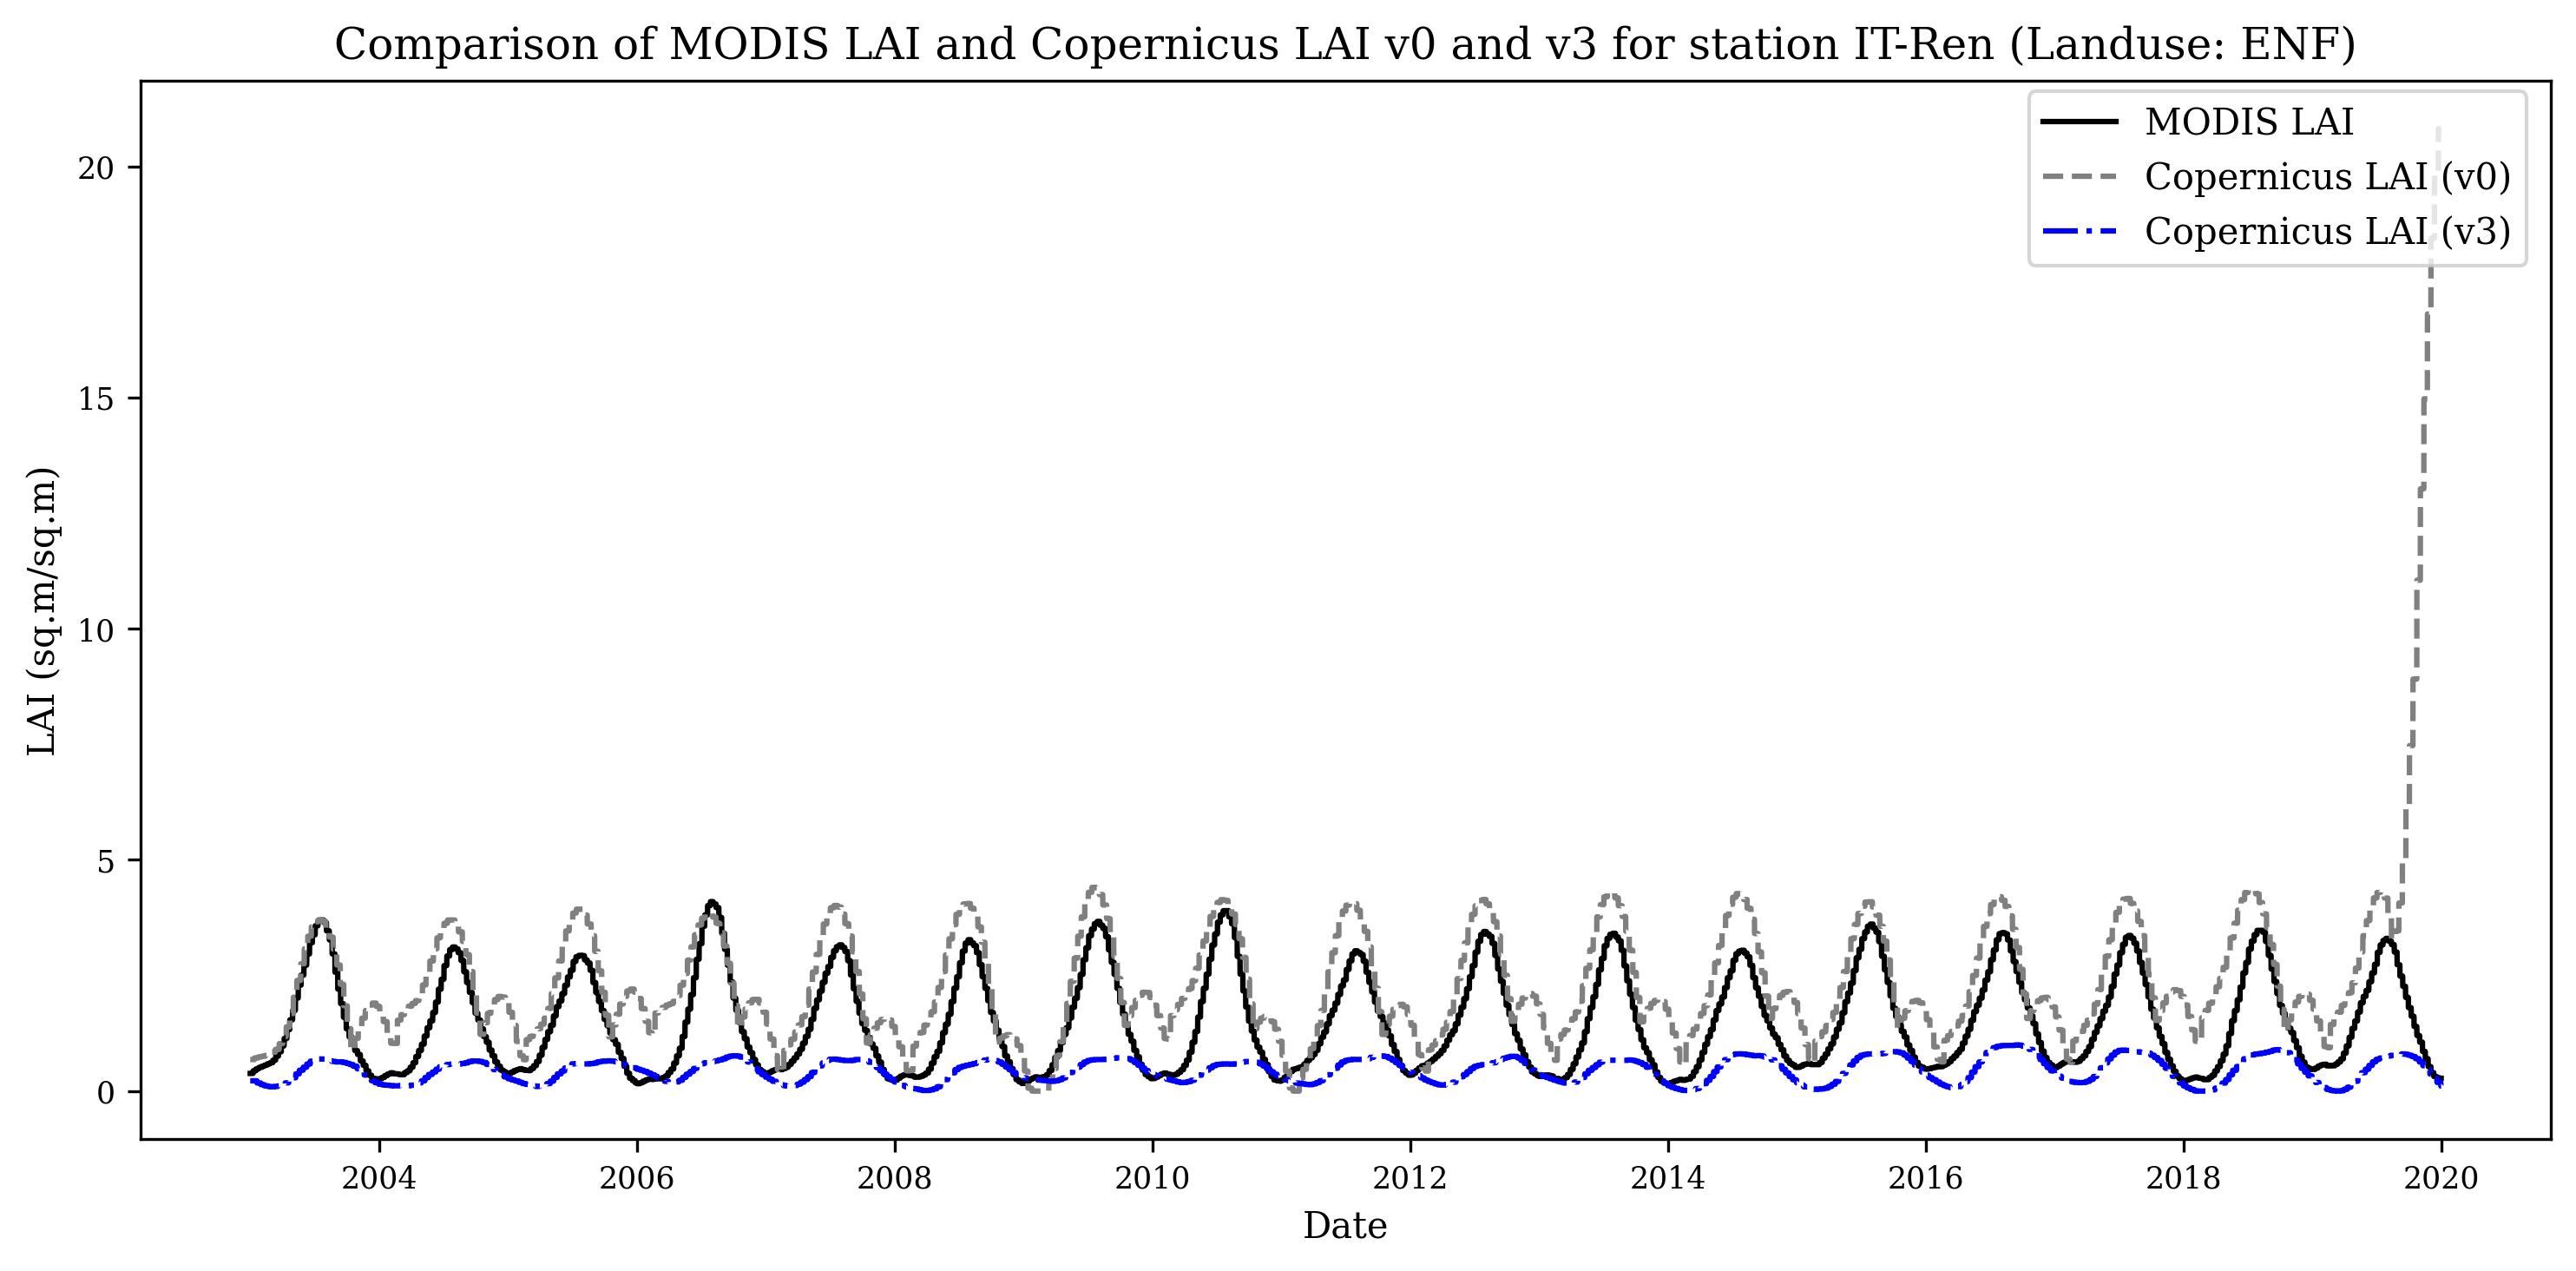 Comparison of MODIS LAI and Copernicus LAI v0 and v3 for station IT-Ren (Landuse: ENF)
MODIS LAI
Copernicus LAI (v0)
Copernicus LAI (v3)
LAI (sq.m/sq.m)
20
15
10
5
0
2004
2006
2008
2010
2012
2014
2016
2018
2020
Date